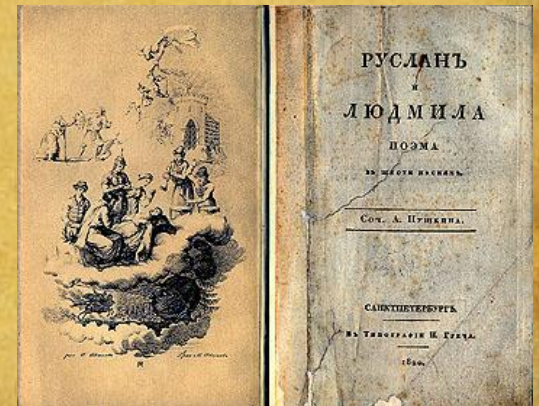 РУСЛАНЪ
И
ЛЮДМИЛА
ПОЭМА
ВЪ ШЕСТИ ПѢСНЯХЪ.
Соч. А. Пушкина.
САНКТПЕТЕРБУРГЪ.
Въ Типографіи Н. Греча.
1820.